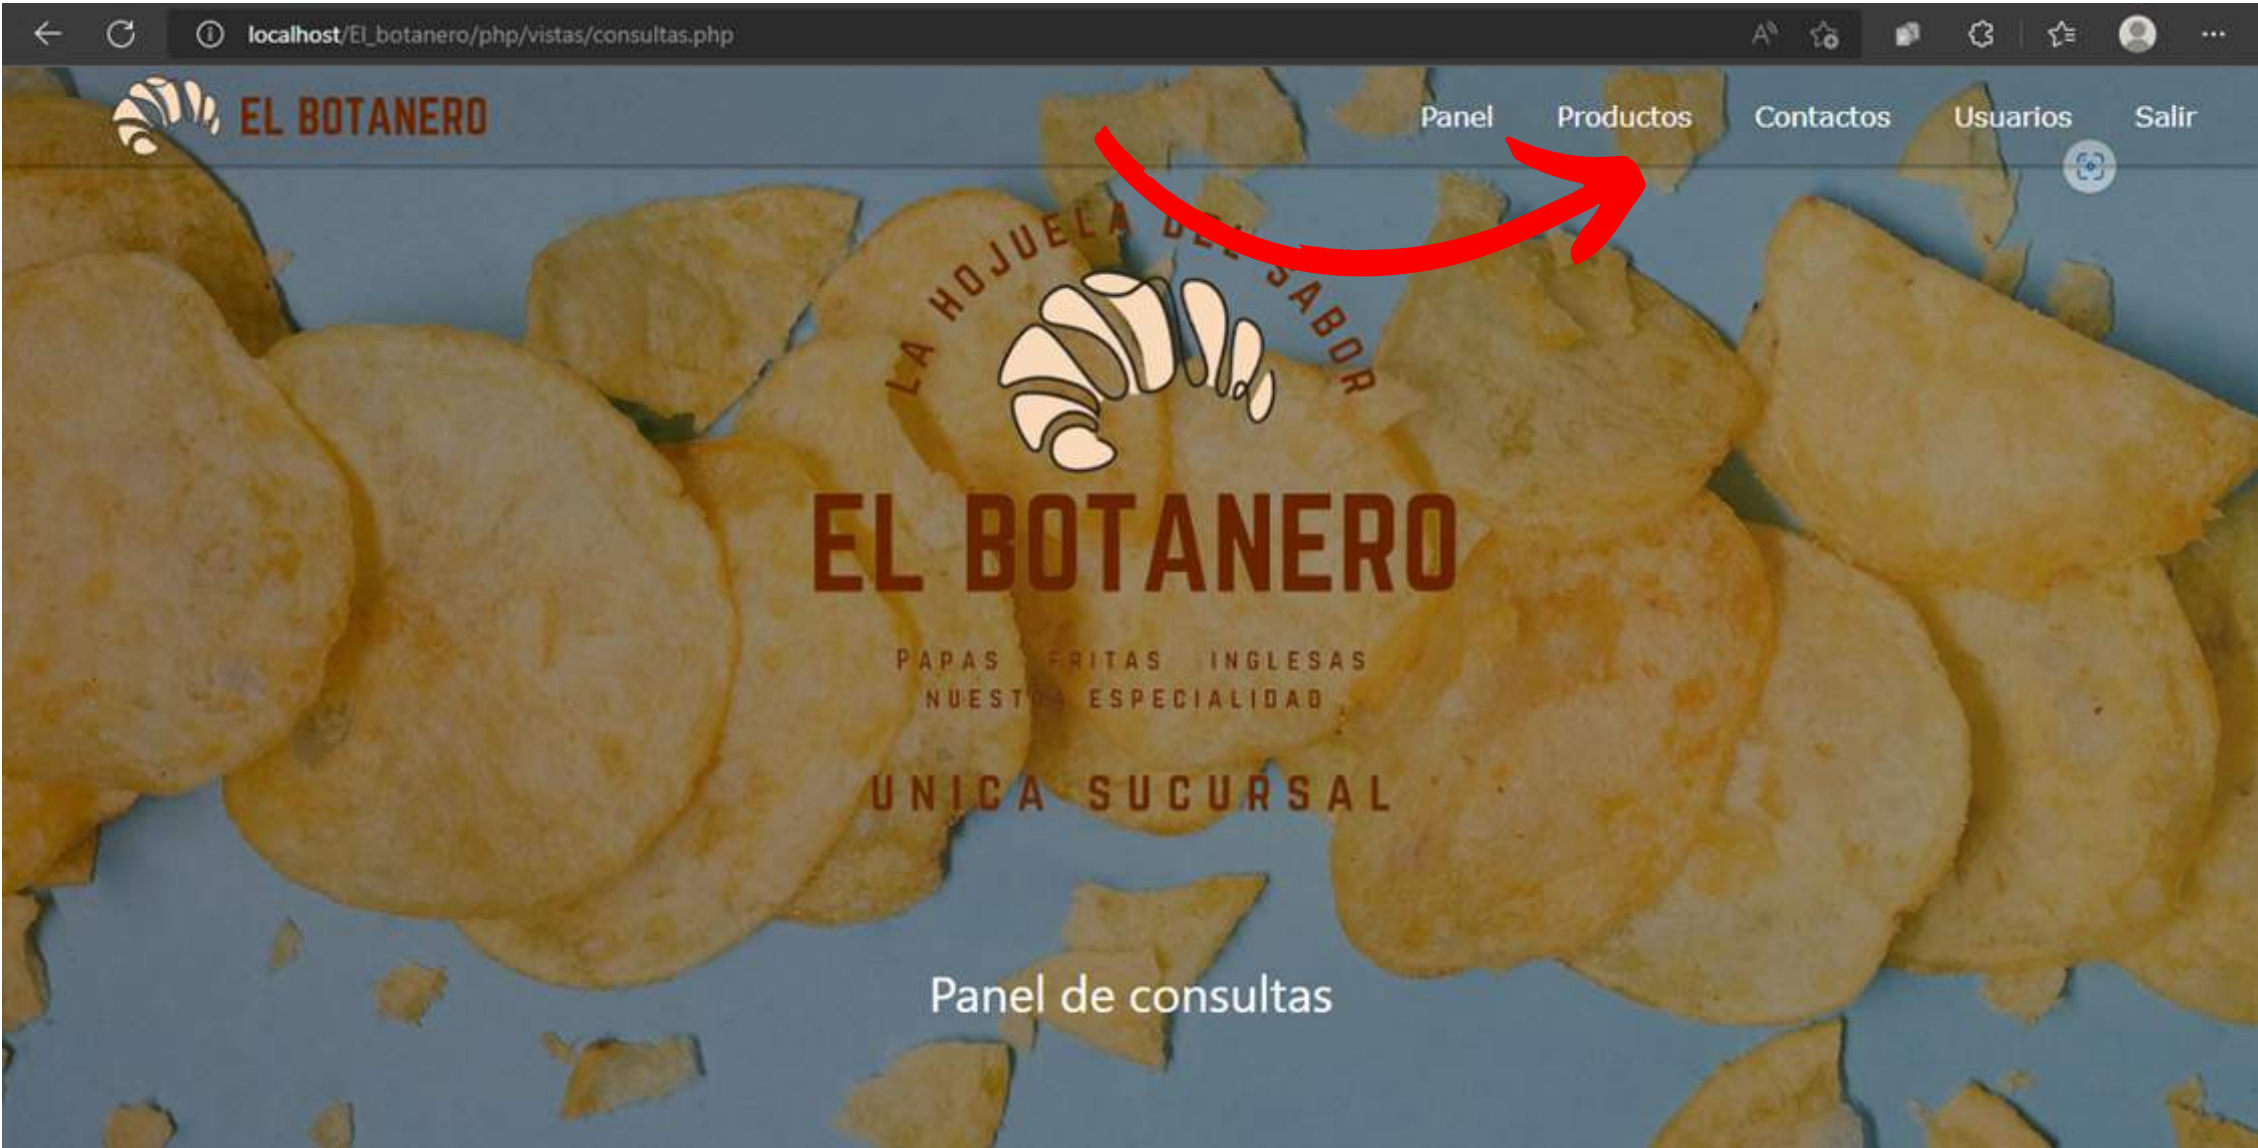 localhost/El_botanero/php/vistas/consultas.php
EL BOTANERO
Panel
Productos
Contactos
Usuarios
Salir
LA HOJUELA DEL SABOR
EL BOTANERO
PAPAS FRITAS INGLESAS
NUESTRA ESPECIALIDAD
UNICA SUCURSAL
Panel de consultas